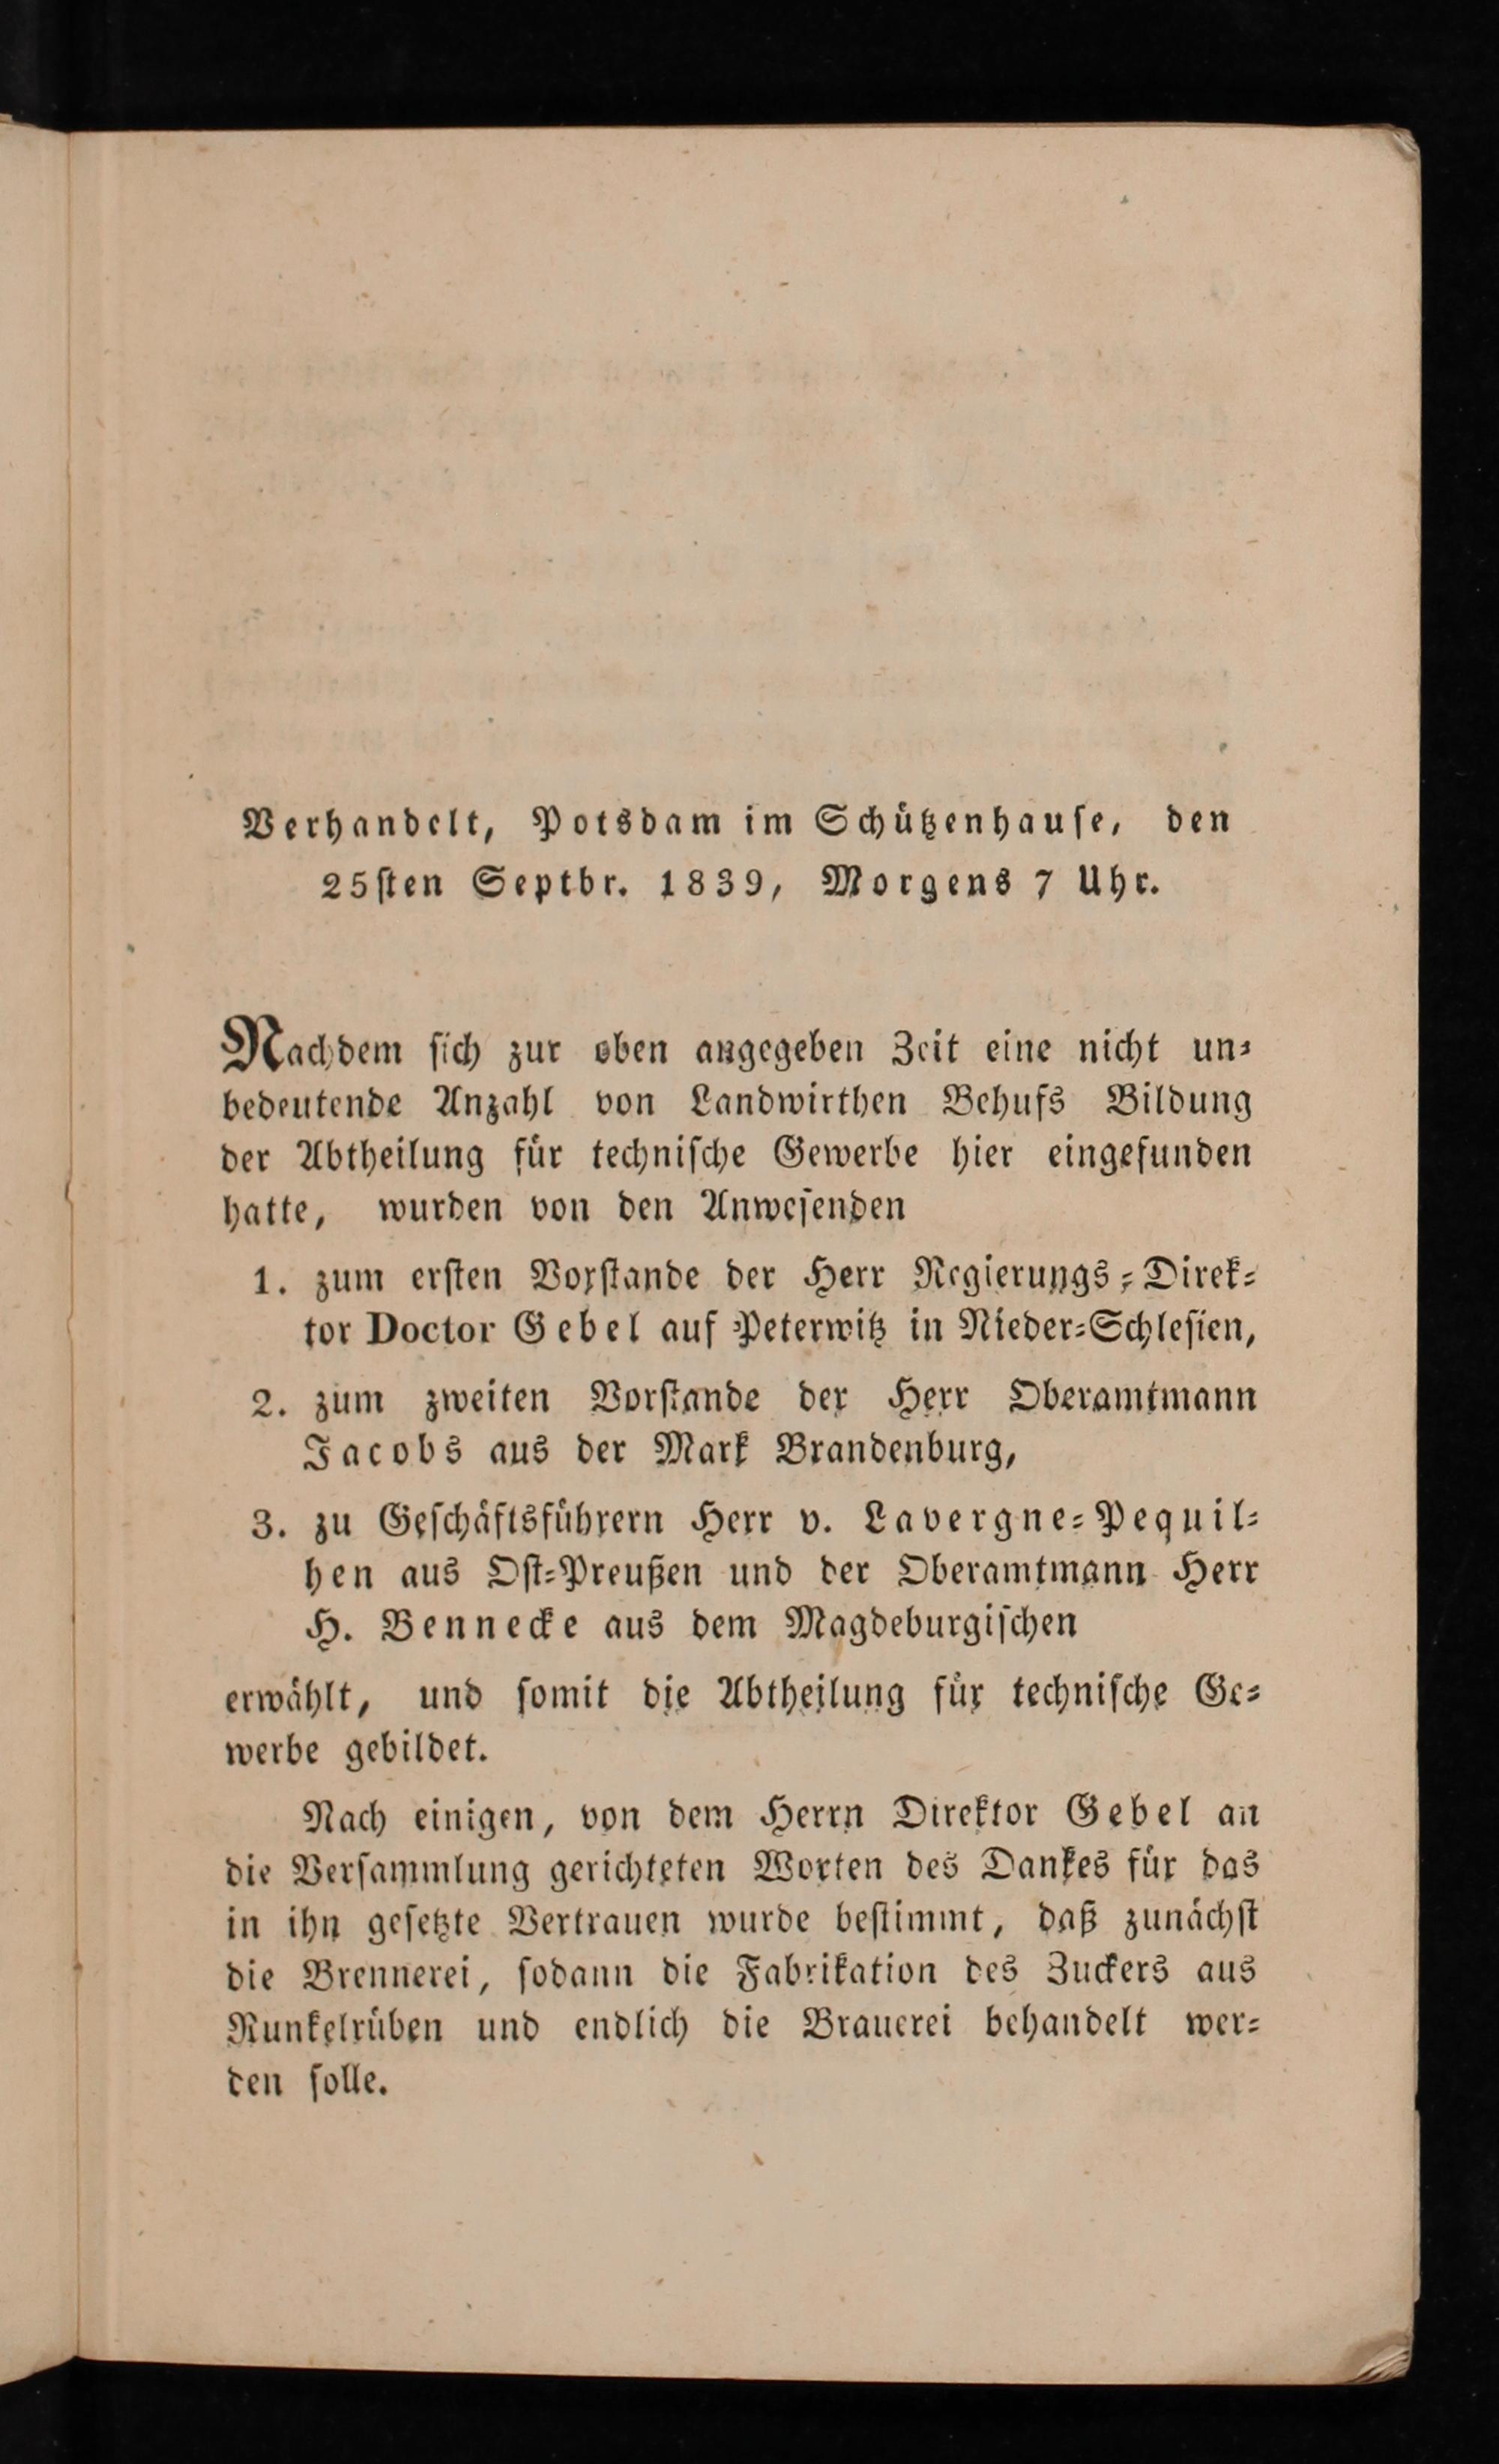 Verhandelt, Potsdam im Schützenhause, den
25sten Septbr. 1839, Morgens 7 Uhr.
Nachdem sich zur oben angegeben Zeit eine nicht un-
bedeutende Anzahl von Landwirthen Behufs Bildung
der Abtheilung für technische Gewerbe hier eingefunden
hatte, wurden von den Anwesenden
1. zum ersten Vorstande der Herr Regierungs-Direk-
tor Doctor Gebel auf Peterwitz in Nieder-Schlesien,
2. zum zweiten Vorstande der Herr Oberamtmann
Jacobs aus der Mark Brandenburg,
3. zu Geschäftsführern Herr v. Lavergne-Pequil-
hen aus Ost-Preußen und der Oberamtmann Herr
H. Bennecke aus dem Magdeburgischen
erwählt, und somit die Abtheilung für technische Ge-
werbe gebildet.
Nach einigen, von dem Herrn Direktor Gebel an
die Versammlung gerichteten Worten des Dankes für das
in ihn gesetzte Vertrauen wurde bestimmt, daß zunächst
die Brennerei, sodann die Fabrikation des Zuckers aus
Runkelrüben und endlich die Brauerei behandelt wer-
den solle.